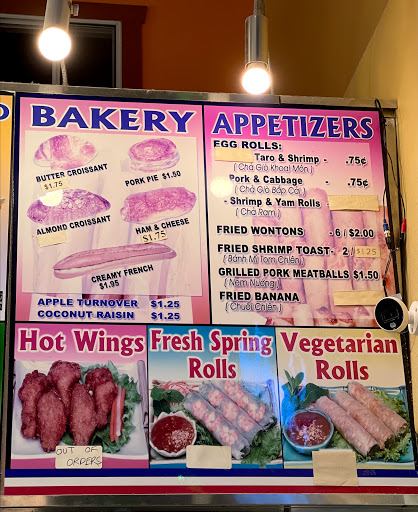 BAKERY
BUTTER CROISSANT
$1.75
PORK PIE $1.50
ALMOND CROISSANT
HAM & CHEESE
$1.75
CREAMY FRENCH
$1.95
APPLE TURNOVER $1.25
COCONUT RAISIN $1.25
APPETIZERS
EGG ROLLS:
Taro & Shrimp - .75¢
( Chả Giò Khoai Môn )
Pork & Cabbage - .75¢
( Chả Giò Bắp Cải )
- Shrimp & Yam Rolls
( Chả Ram )
FRIED WONTONS - 6 / $2.00
FRIED SHRIMP TOAST - 2 / $1.25
( Bánh Mì Tôm Chiên )
GRILLED PORK MEATBALLS $1.50
( Nem Nướng )
FRIED BANANA
( Chuối Chiên )
Hot Wings
OUT OF
ORDERS
Fresh Spring
Rolls
Vegetarian
Rolls